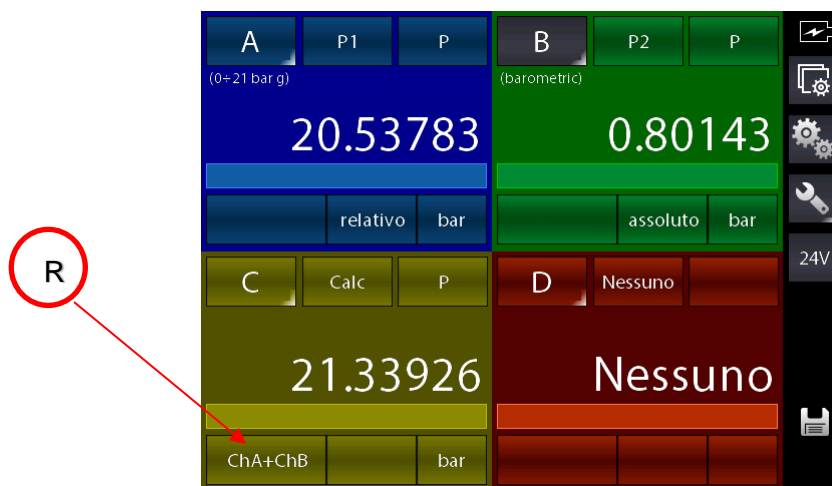 A P1 P
(0÷21 bar g)
20.53783
relativo bar
B P2 P
(barometric)
0.80143
assoluto bar
C Calc P
21.33926
ChA+ChB bar
D Nessuno
Nessuno
24V
R